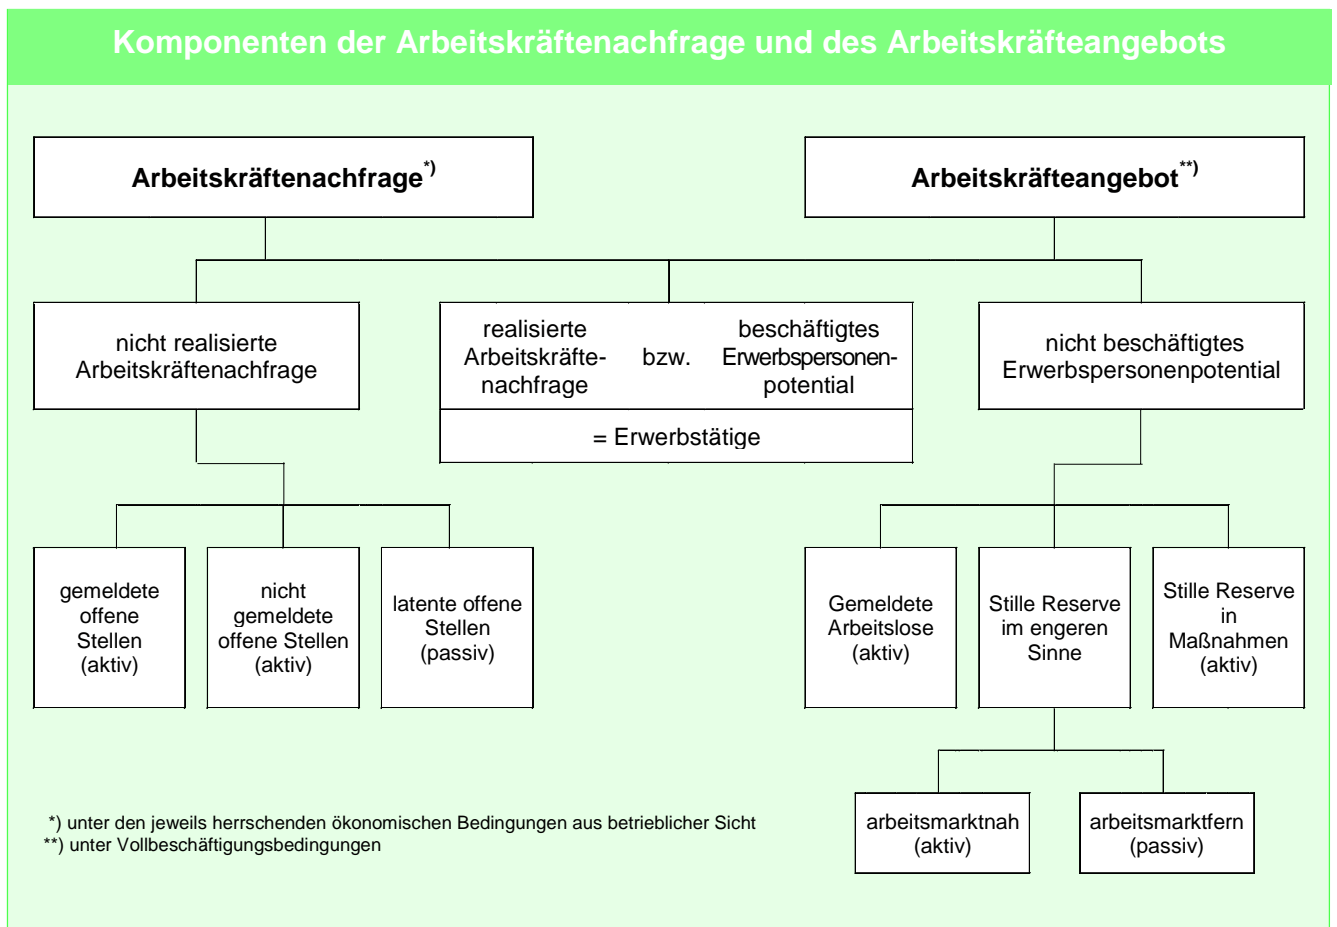 Komponenten der Arbeitskräftenachfrage und des Arbeitskräfteangebots
Arbeitskräftenachfrage*)
Arbeitskräfteangebot**)
nicht realisierte
Arbeitskräftenachfrage
realisierte
Arbeitskräfte-
nachfrage
bzw.
beschäftigtes
Erwerbspersonen-
potential
= Erwerbstätige
nicht beschäftigtes
Erwerbspersonenpotential
gemeldete
offene
Stellen
(aktiv)
nicht
gemeldete
offene Stellen
(aktiv)
latente offene
Stellen
(passiv)
Gemeldete
Arbeitslose
(aktiv)
Stille Reserve
im engeren
Sinne
Stille Reserve
in
Maßnahmen
(aktiv)
arbeitsmarktnah
(aktiv)
arbeitsmarktfern
(passiv)
*) unter den jeweils herrschenden ökonomischen Bedingungen aus betrieblicher Sicht
**) unter Vollbeschäftigungsbedingungen